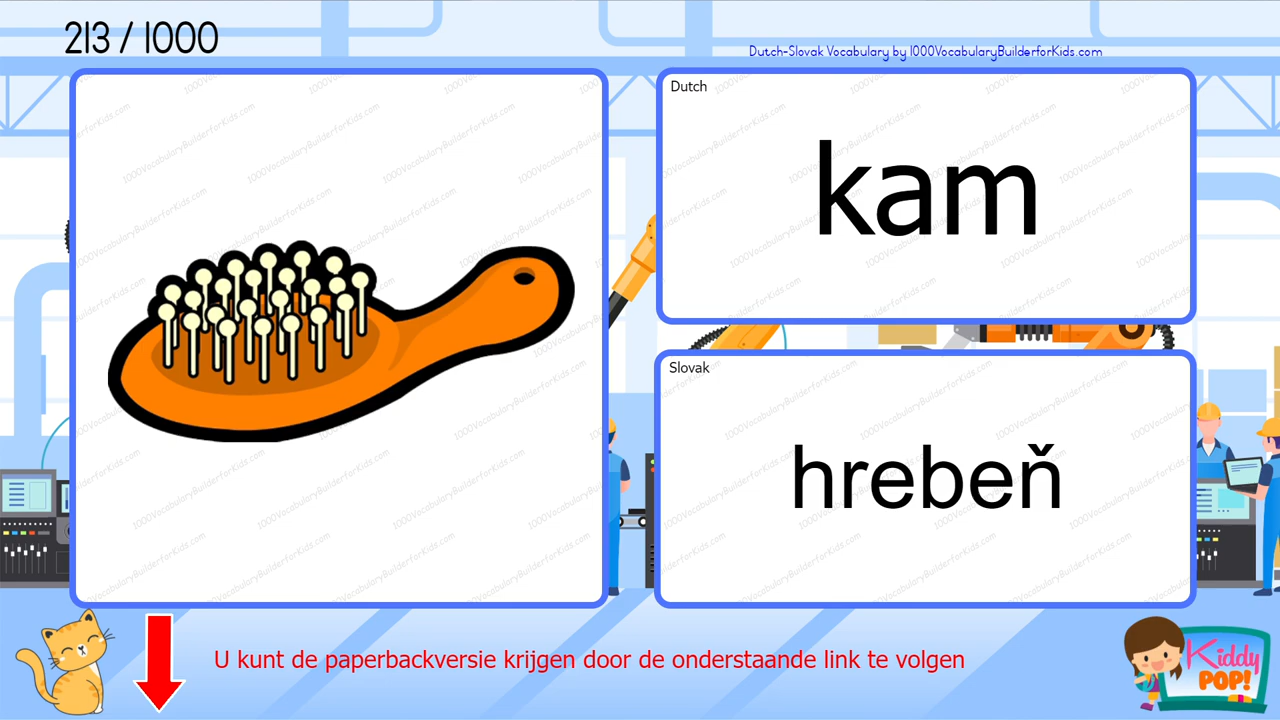 213 / 1000
Dutch-Slovak Vocabulary by 1000VocabularyBuilderforKids.com
Dutch
kam
Slovak
hrebeň
U kunt de paperbackversie krijgen door de onderstaande link te volgen
Kiddy
POP!